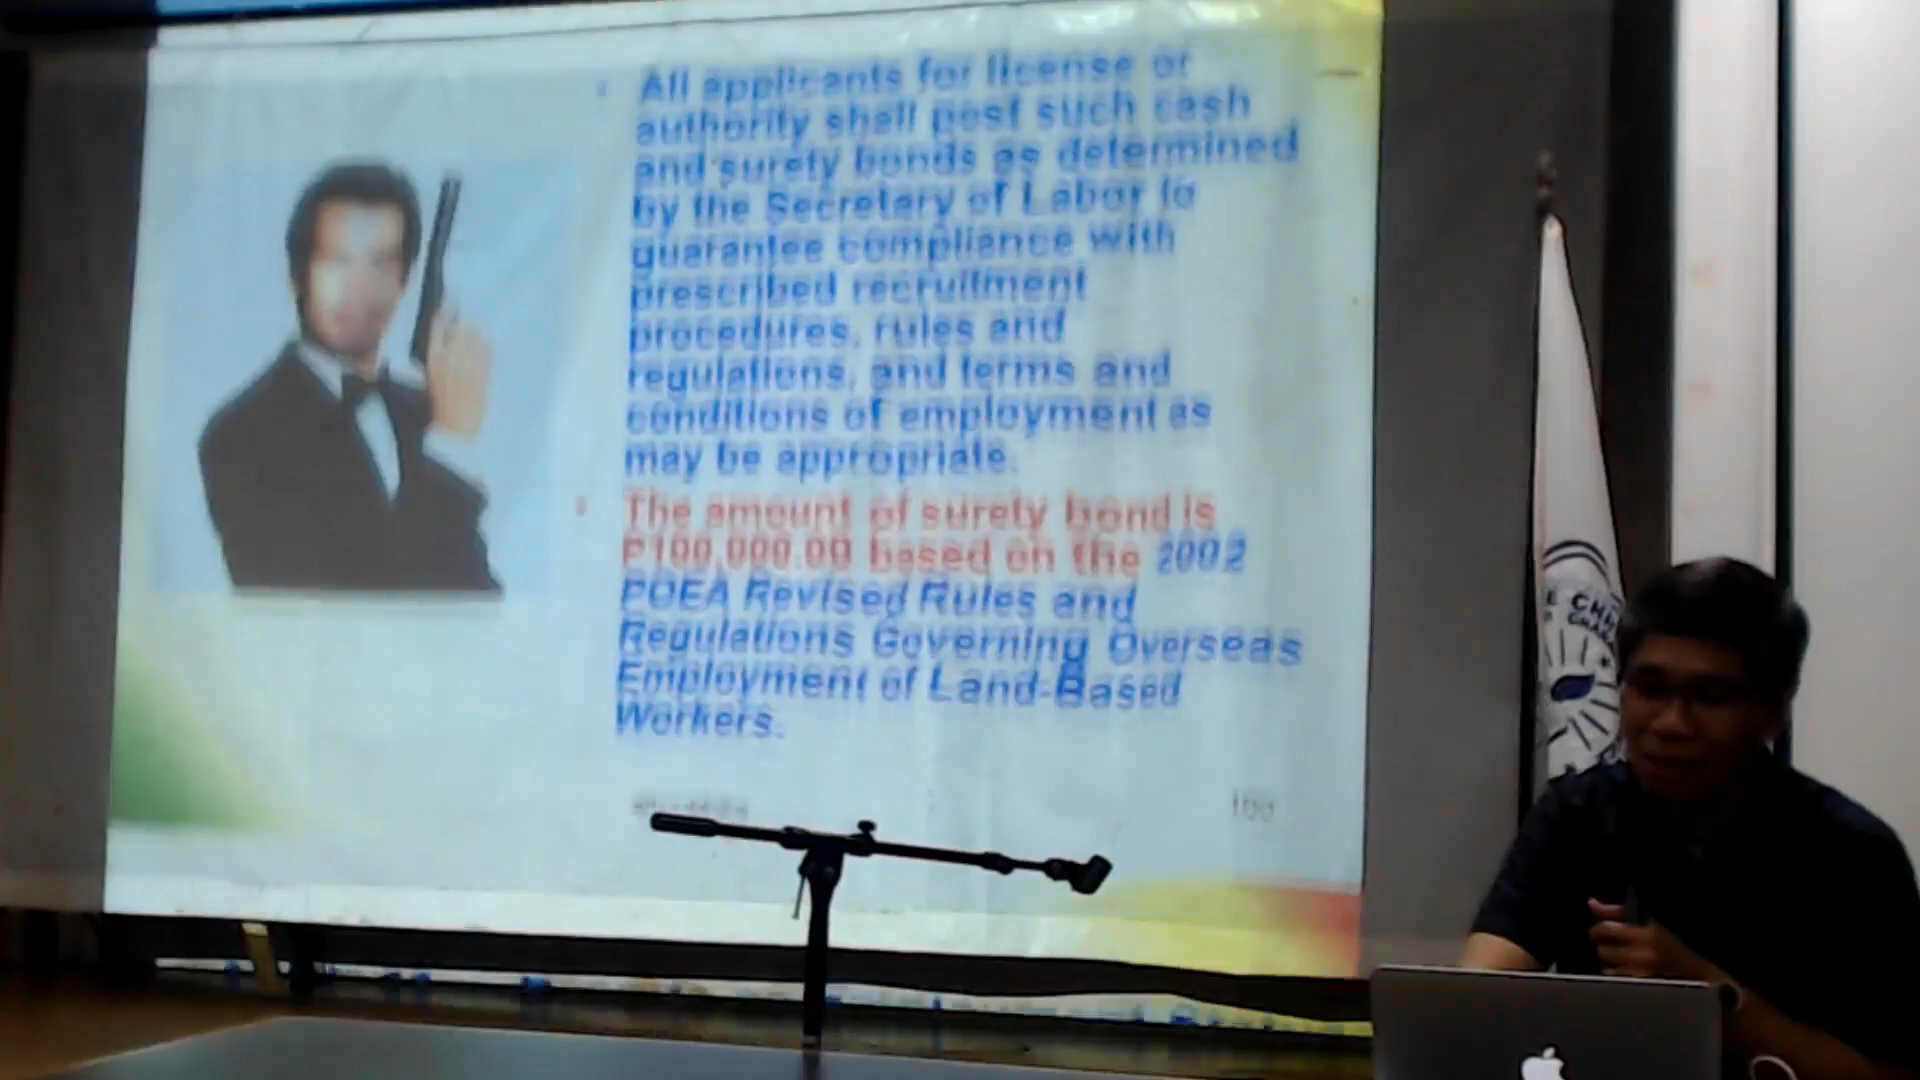 All applicants for license or
authority shall post such cash
and surety bonds as determined
by the Secretary of Labor to
guarantee compliance with
prescribed recruitment
procedures, rules and
regulations, and terms and
conditions of employment as
may be appropriate.
The amount of surety bond is
P100,000.00 based on the 2002
POEA Revised Rules and
Regulations Governing Overseas
Employment of Land-Based
Workers.